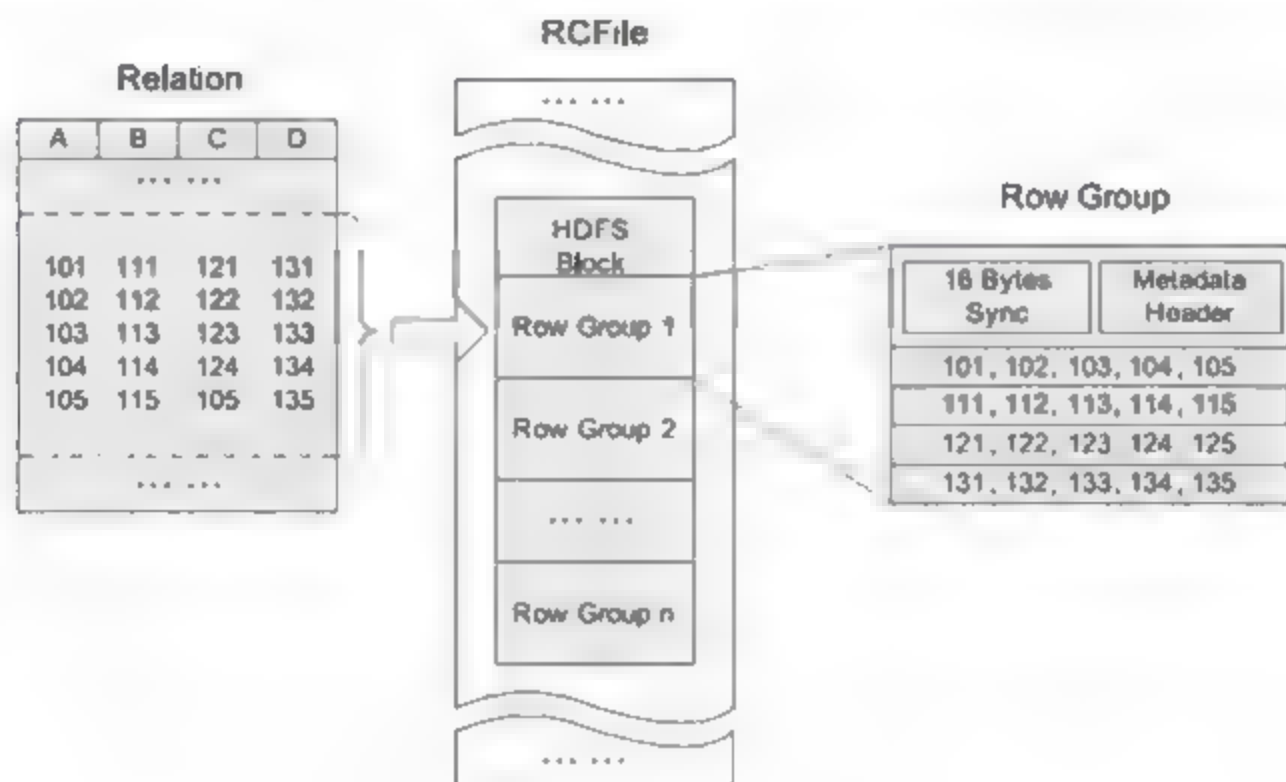 RCFile
Relation
A B C D
... ...
101 111 121 131
102 112 122 132
103 113 123 133
104 114 124 134
105 115 105 135
... ...
... ...
HDFS
Block
Row Group 1
Row Group 2
... ...
Row Group n
... ...
Row Group
16 Bytes
Sync
Metadata
Header
101, 102, 103, 104, 105
111, 112, 113, 114, 115
121, 122, 123 124 125
131, 132, 133, 134, 135